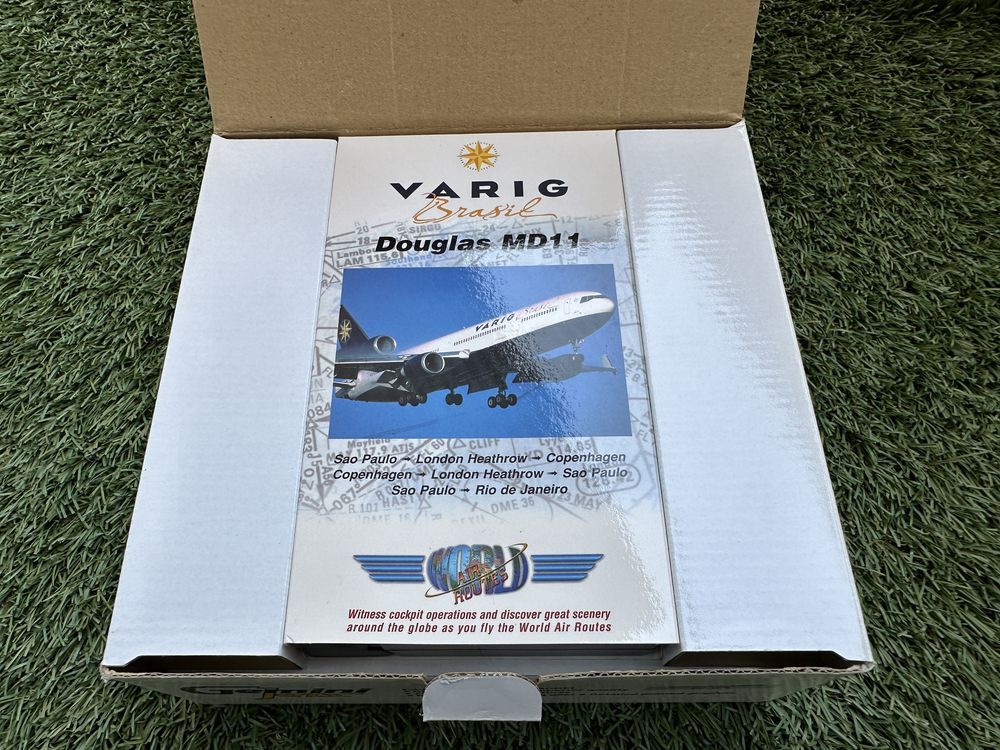 VARIG
Brasil
Douglas MD11
VARIG Brasil
Sao Paulo → London Heathrow → Copenhagen
Copenhagen → London Heathrow → Sao Paulo
Sao Paulo → Rio de Janeiro
WORLD
AIR
ROUTES
Witness cockpit operations and discover great scenery
around the globe as you fly the World Air Routes
Gemini